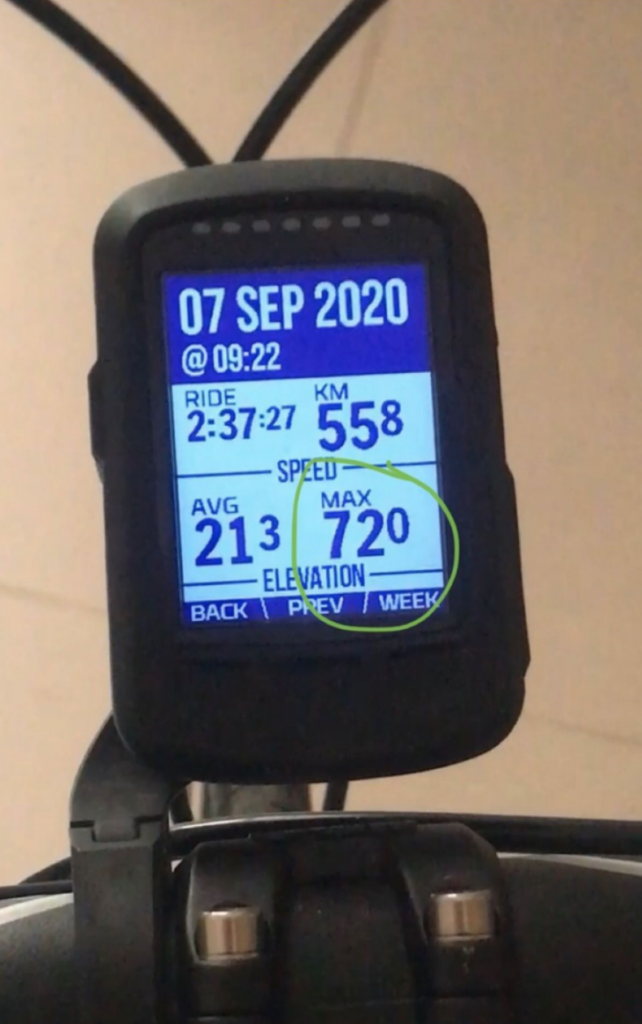 07 SEP 2020
@ 09:22
RIDE KM
2:37:27 558
SPEED
AVG MAX
213 720
ELEVATION
BACK \ PREV / WEEK